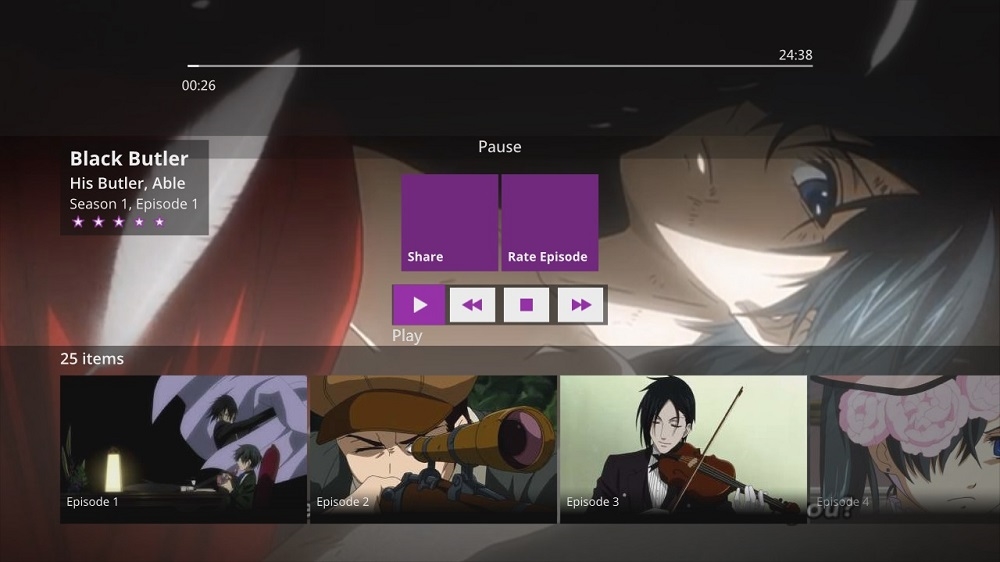 24:38
00:26
Black Butler
His Butler, Able
Season 1, Episode 1
Pause
Share
Rate Episode
Play
25 items
Episode 1
Episode 2
Episode 3
Episode 4
you?